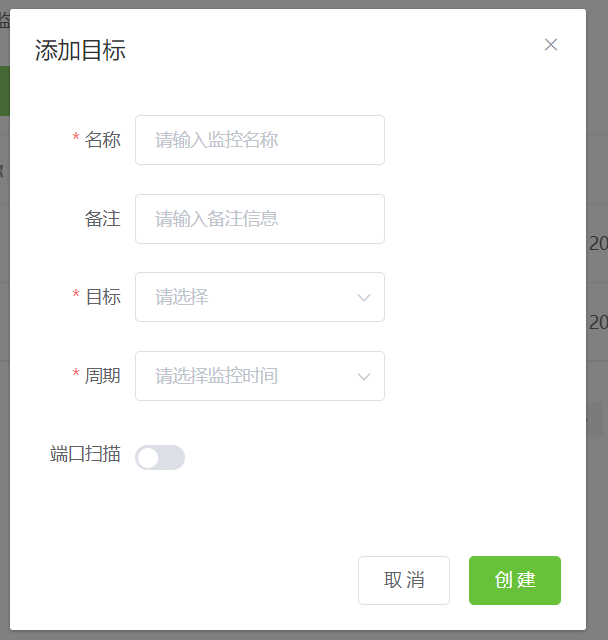 添加目标
* 名称 请输入监控名称
备注 请输入备注信息
* 目标 请选择
* 周期 请选择监控时间
端口扫描
取消 创建
20
20